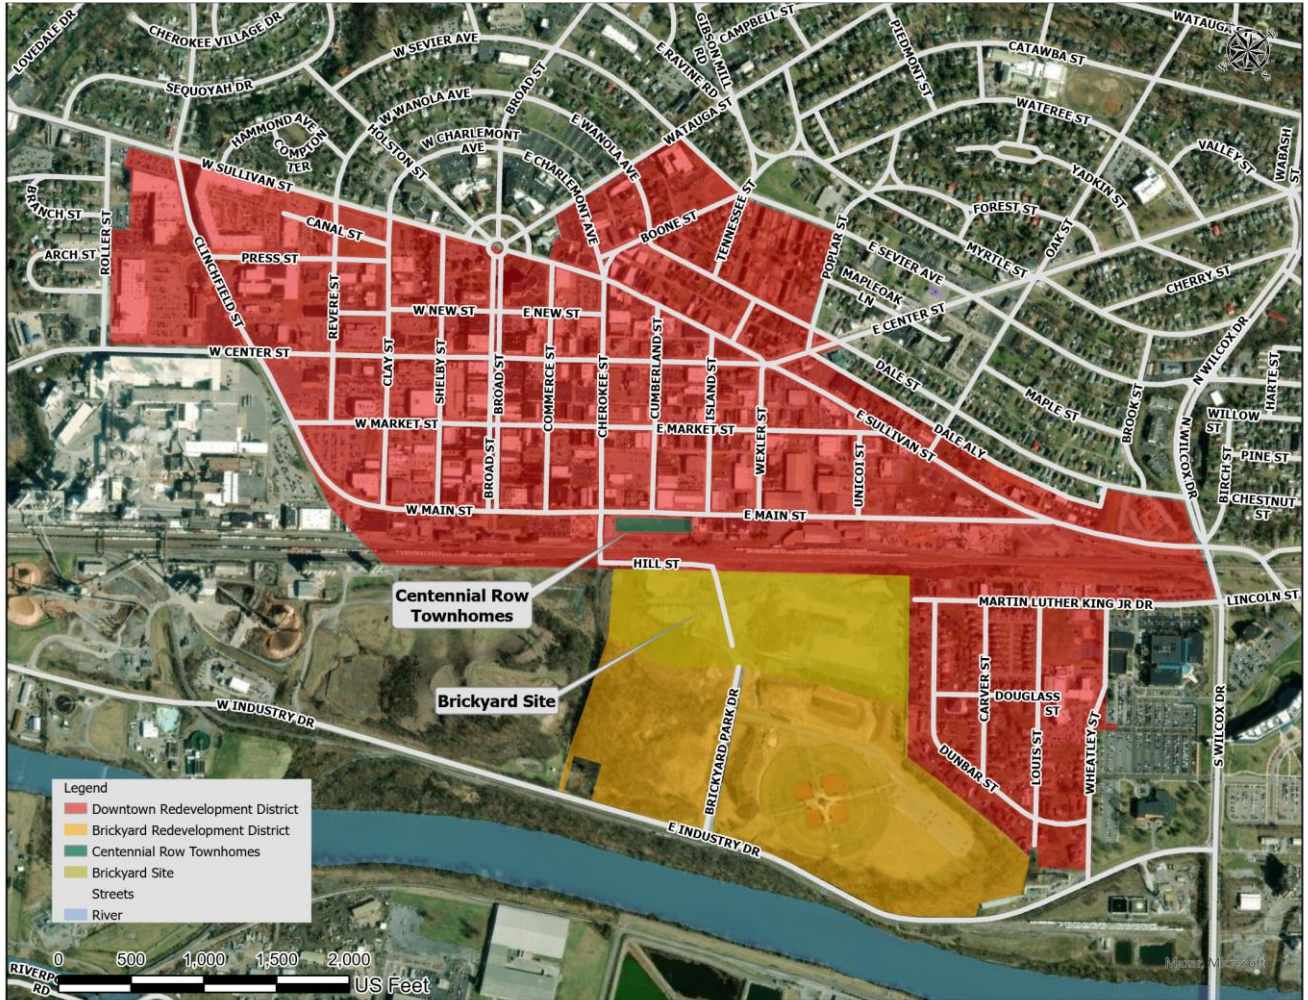 LOVEDALE DR
CHEROKEE VILLAGE DR
W SEVIER AVE
SEQUOYAH DR
BROAD ST
GIBSON MILL
RD
CAMPBELL ST
E RAVINE RD
PIEDMONT ST
WATAUGA
CATAWBA ST
WATEREE ST
HAMMOND AVE
COMPTON
TER
N
W WANOLA AVE
HOLSTON ST
W CHARLEMONT
AVE
E WANOLA AVE
E CHARLEMONT AVE
WATAUGA ST
VALLEY ST
WABASH
ST
YADKIN ST
W SULLIVAN ST
BRANCH ST
ROLLER ST
ARCH ST
CANAL ST
PRESS ST
CLINCHFIELD ST
REVERE ST
BOONE ST
TENNESSEE ST
POPLAR ST
FOREST ST
MYRTLE ST
OAK ST
E SEVIER AVE
MAPLEOAK
LN
CHERRY ST
E CENTER ST
W NEW ST
E NEW ST
W CENTER ST
CLAY ST
SHELBY ST
BROAD ST
COMMERCE ST
CHEROKEE ST
CUMBERLAND ST
ISLAND ST
DALE ST
MAPLE ST
BROOK ST
N WILCOX DR
HARTE ST
W MARKET ST
E MARKET ST
WEXLER ST
UNICOI ST
E SULLIVAN ST
DALE ALY
N WILCOX DR
WILLOW
ST
PINE ST
BIRCH ST
CHESTNUT
ST
BROAD ST
W MAIN ST
E MAIN ST
HILL ST
Centennial Row
Townhomes
MARTIN LUTHER KING JR DR
LINCOLN ST
Brickyard Site
W INDUSTRY DR
BRICKYARD PARK DR
CARVER ST
DOUGLASS
ST
DUNBAR ST
LOUIS ST
WHEATLEY ST
S WILCOX DR
E INDUSTRY DR
Legend
Downtown Redevelopment District
Brickyard Redevelopment District
Centennial Row Townhomes
Brickyard Site
Streets
River
0 500 1,000 1,500 2,000
US Feet
RD
Maxar, Microsoft